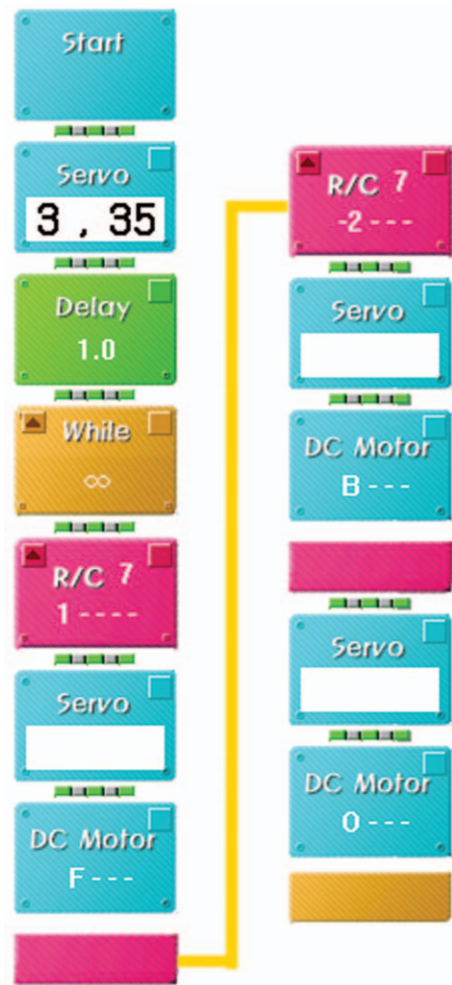 Start
Servo
3 , 35
Delay
1.0
While
∞
R/C 7
1 - - - -
Servo
DC Motor
F - - -
R/C 7
-2 - - -
Servo
DC Motor
B - - -
Servo
DC Motor
0 - - -